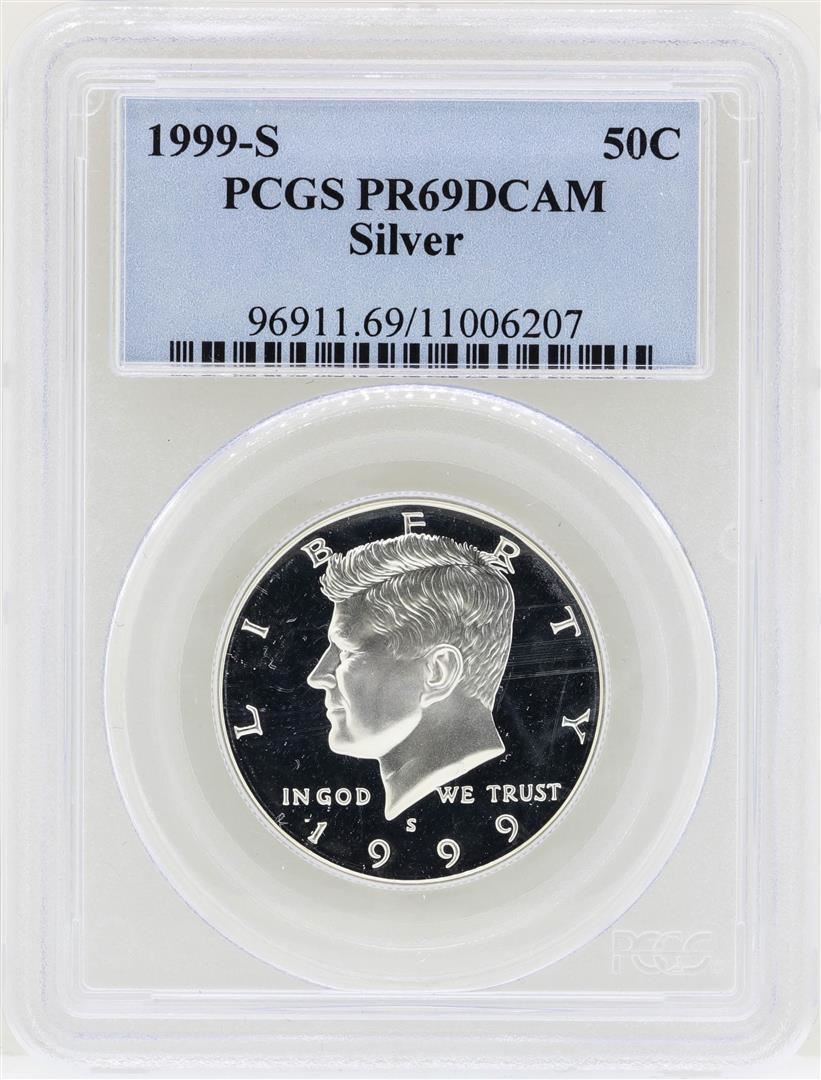 1999-S 50C
PCGS PR69DCAM
Silver
96911.69/11006207
LIBERTY
IN GOD WE TRUST
S
1999
PCGS